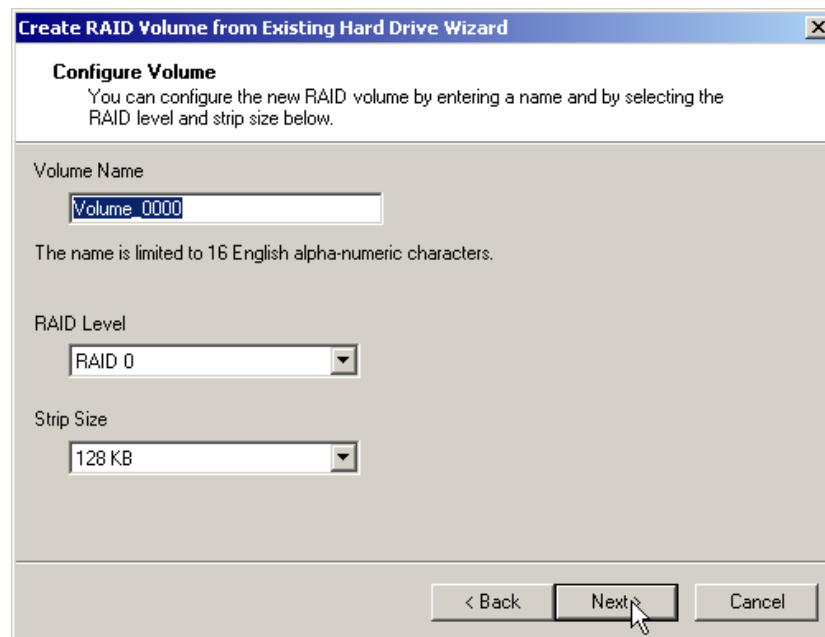 Create RAID Volume from Existing Hard Drive Wizard
Configure Volume
You can configure the new RAID volume by entering a name and by selecting the
RAID level and strip size below.
Volume Name
Volume_0000
The name is limited to 16 English alpha-numeric characters.
RAID Level
RAID 0
Strip Size
128 KB
< Back Next > Cancel